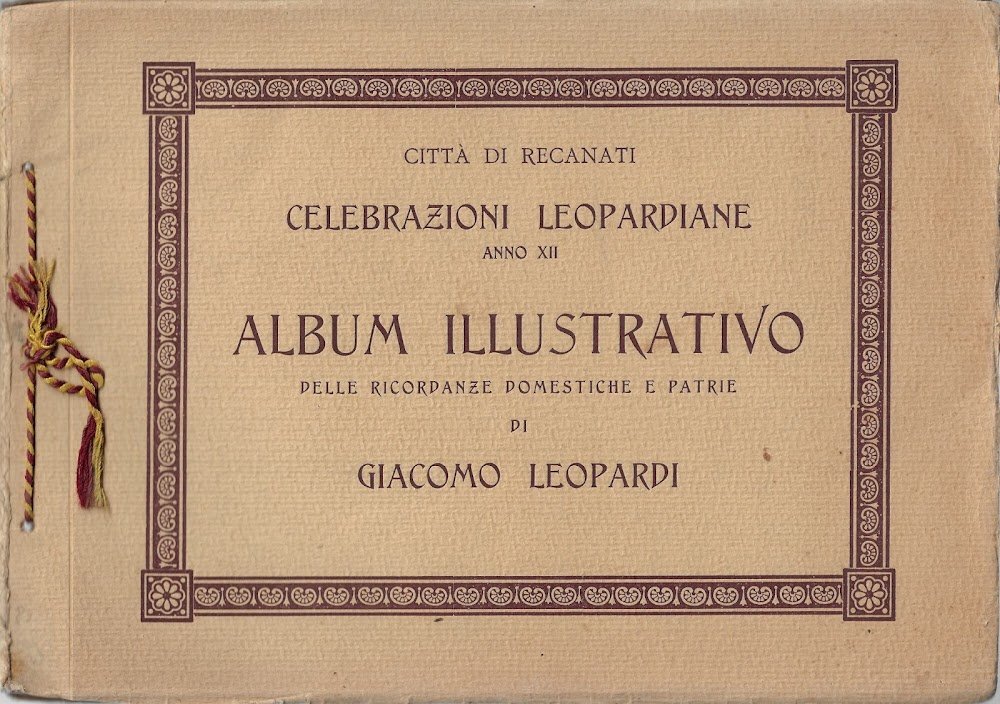 CITTÀ DI RECANATI
CELEBRAZIONI LEOPARDIANE
ANNO XII
ALBUM ILLUSTRATIVO
DELLE RICORDANZE DOMESTICHE E PATRIE
DI
GIACOMO LEOPARDI